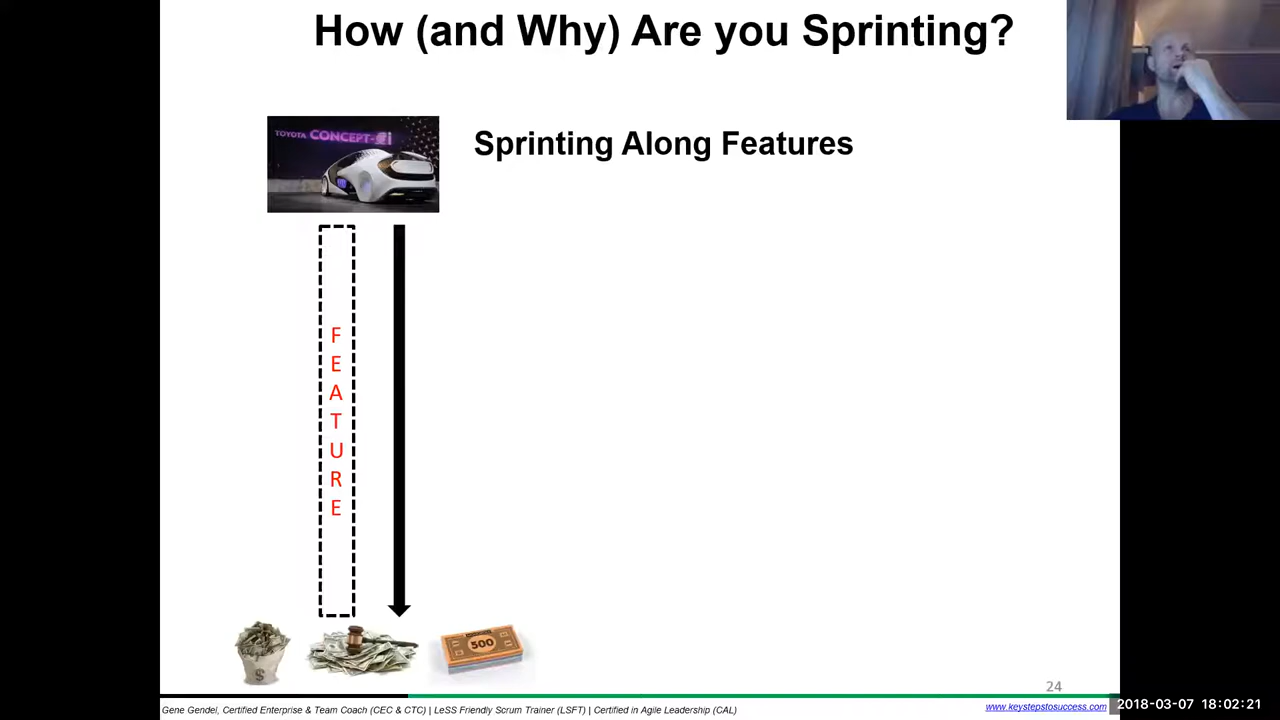 How (and Why) Are you Sprinting?
TOYOTA CONCEPT-i
Sprinting Along Features
F
E
A
T
U
R
E
500
$
24
Gene Gendel, Certified Enterprise & Team Coach (CEC & CTC) | LeSS Friendly Scrum Trainer (LSFT) | Certified in Agile Leadership (CAL)
www.keystepstosuccess.com
2018-03-07 18:02:21